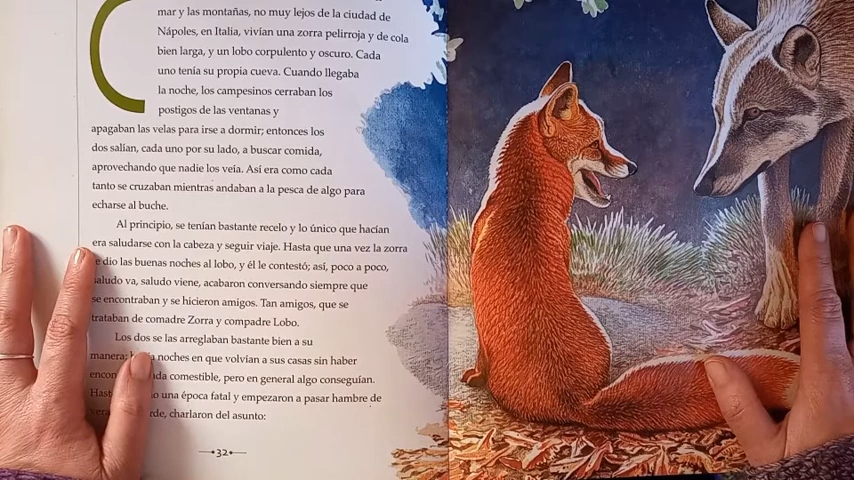 C
mar y las montañas, no muy lejos de la ciudad de
Nápoles, en Italia, vivían una zorra pelirroja y de cola
bien larga, y un lobo corpulento y oscuro. Cada
uno tenía su propia cueva. Cuando llegaba
la noche, los campesinos cerraban los
postigos de las ventanas y
apagaban las velas para irse a dormir; entonces los
dos salían, cada uno por su lado, a buscar comida,
aprovechando que nadie los veía. Así era como cada
tanto se cruzaban mientras andaban a la pesca de algo para
echarse al buche.
Al principio, se tenían bastante recelo y lo único que hacían
era saludarse con la cabeza y seguir viaje. Hasta que una vez la zorra
le dio las buenas noches al lobo, y él le contestó; así, poco a poco,
saludo va, saludo viene, acabaron conversando siempre que
se encontraban y se hicieron amigos. Tan amigos, que se
trataban de comadre Zorra y compadre Lobo.
Los dos se las arreglaban bastante bien a su
manera; noches en que volvían a sus casas sin haber
comestible, pero en general algo conseguían.
una época fatal y empezaron a pasar hambre de
charlaron del asunto:
32